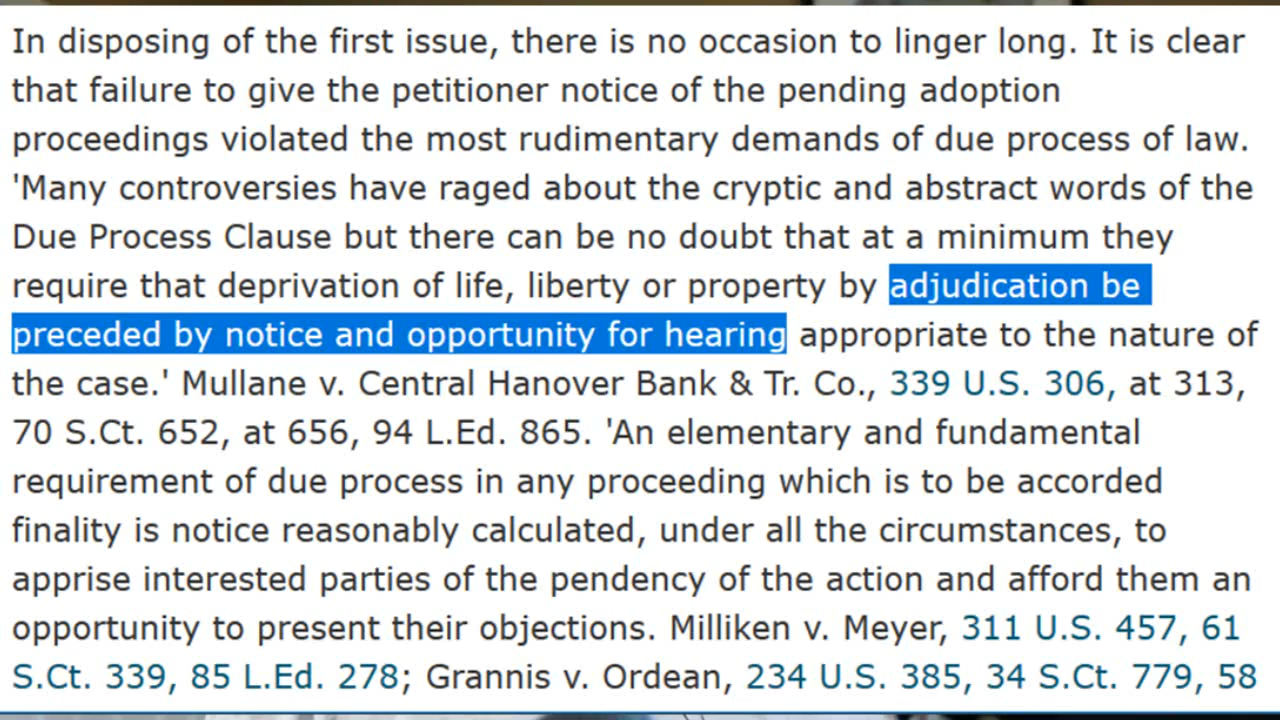 In disposing of the first issue, there is no occasion to linger long. It is clear
that failure to give the petitioner notice of the pending adoption
proceedings violated the most rudimentary demands of due process of law.
'Many controversies have raged about the cryptic and abstract words of the
Due Process Clause but there can be no doubt that at a minimum they
require that deprivation of life, liberty or property by adjudication be
preceded by notice and opportunity for hearing appropriate to the nature of
the case.' Mullane v. Central Hanover Bank & Tr. Co., 339 U.S. 306, at 313,
70 S.Ct. 652, at 656, 94 L.Ed. 865. 'An elementary and fundamental
requirement of due process in any proceeding which is to be accorded
finality is notice reasonably calculated, under all the circumstances, to
apprise interested parties of the pendency of the action and afford them an
opportunity to present their objections. Milliken v. Meyer, 311 U.S. 457, 61
S.Ct. 339, 85 L.Ed. 278; Grannis v. Ordean, 234 U.S. 385, 34 S.Ct. 779, 58